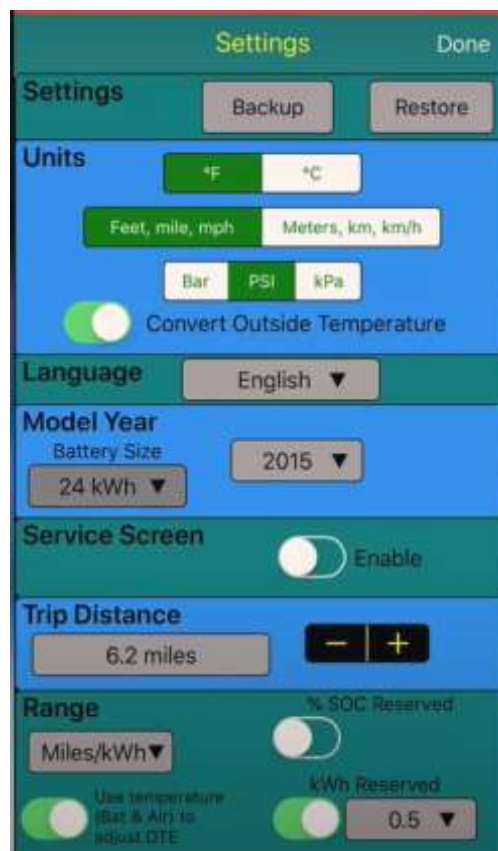 Settings Done
Settings Backup Restore
Units
°F °C
Feet, mile, mph Meters, km, km/h
Bar PSI kPa
Convert Outside Temperature
Language English ▼
Model Year
Battery Size
2015 ▼
24 kWh ▼
Service Screen
Enable
Trip Distance
6.2 miles − +
Range % SOC Reserved
Miles/kWh▼
Use temperature
(Bat & Air) to
adjust DTE
kWh Reserved
0.5 ▼